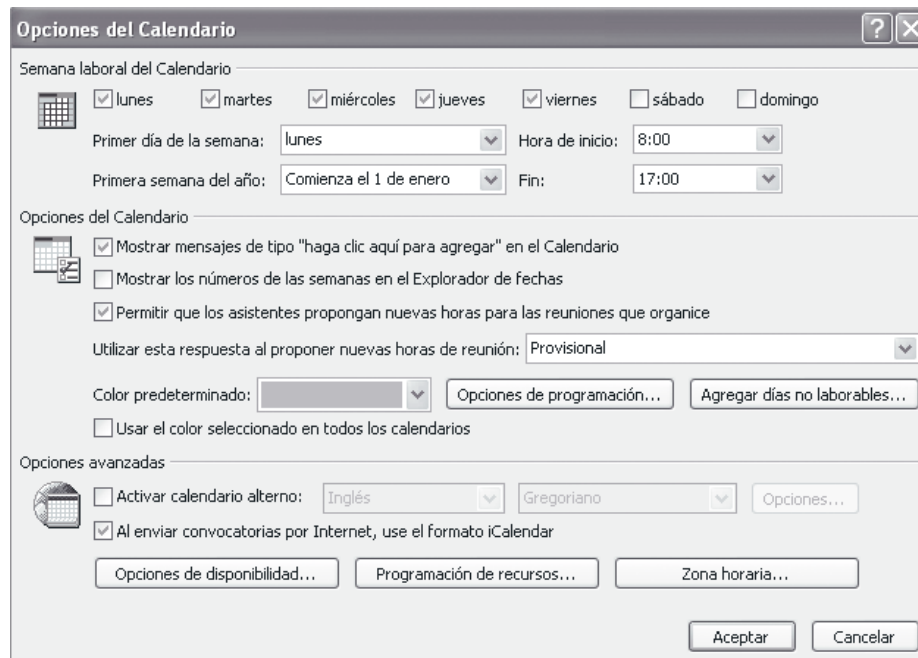 Opciones del Calendario
Semana laboral del Calendario
lunes martes miércoles jueves viernes sábado domingo
Primer día de la semana: lunes Hora de inicio: 8:00
Primera semana del año: Comienza el 1 de enero Fin: 17:00
Opciones del Calendario
Mostrar mensajes de tipo "haga clic aquí para agregar" en el Calendario
Mostrar los números de las semanas en el Explorador de fechas
Permitir que los asistentes propongan nuevas horas para las reuniones que organice
Utilizar esta respuesta al proponer nuevas horas de reunión: Provisional
Color predeterminado: Opciones de programación... Agregar días no laborables...
Usar el color seleccionado en todos los calendarios
Opciones avanzadas
Activar calendario alterno: Inglés Gregoriano Opciones...
Al enviar convocatorias por Internet, use el formato iCalendar
Opciones de disponibilidad... Programación de recursos... Zona horaria...
Aceptar Cancelar